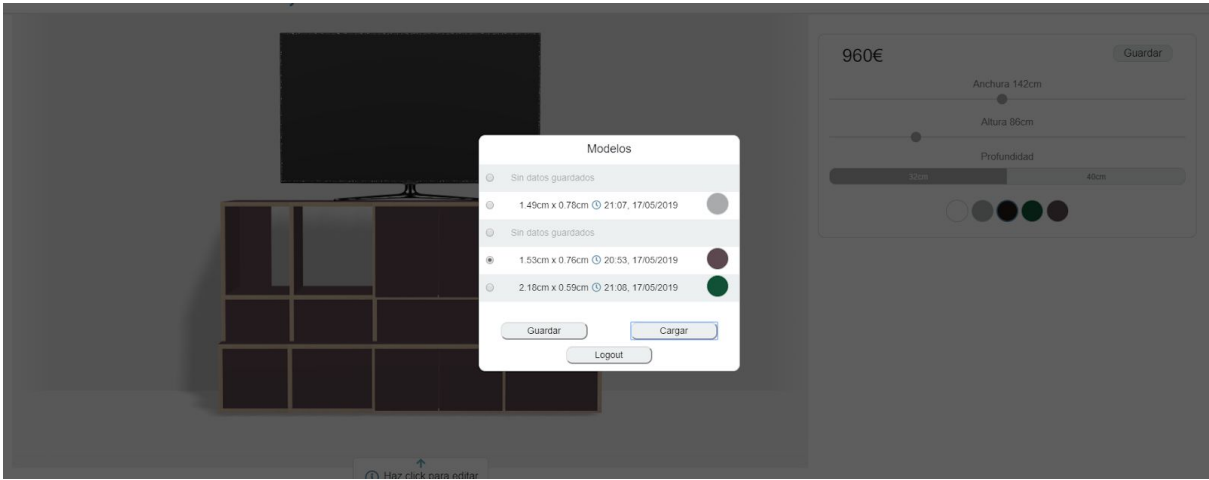 960€
Guardar
Anchura 142cm
Altura 86cm
Profundidad
32cm
40cm
Modelos
Sin datos guardados
1.49cm x 0.78cm 21:07, 17/05/2019
Sin datos guardados
1.53cm x 0.76cm 20:53, 17/05/2019
2.18cm x 0.59cm 21:08, 17/05/2019
Guardar
Cargar
Logout
Haz click para editar